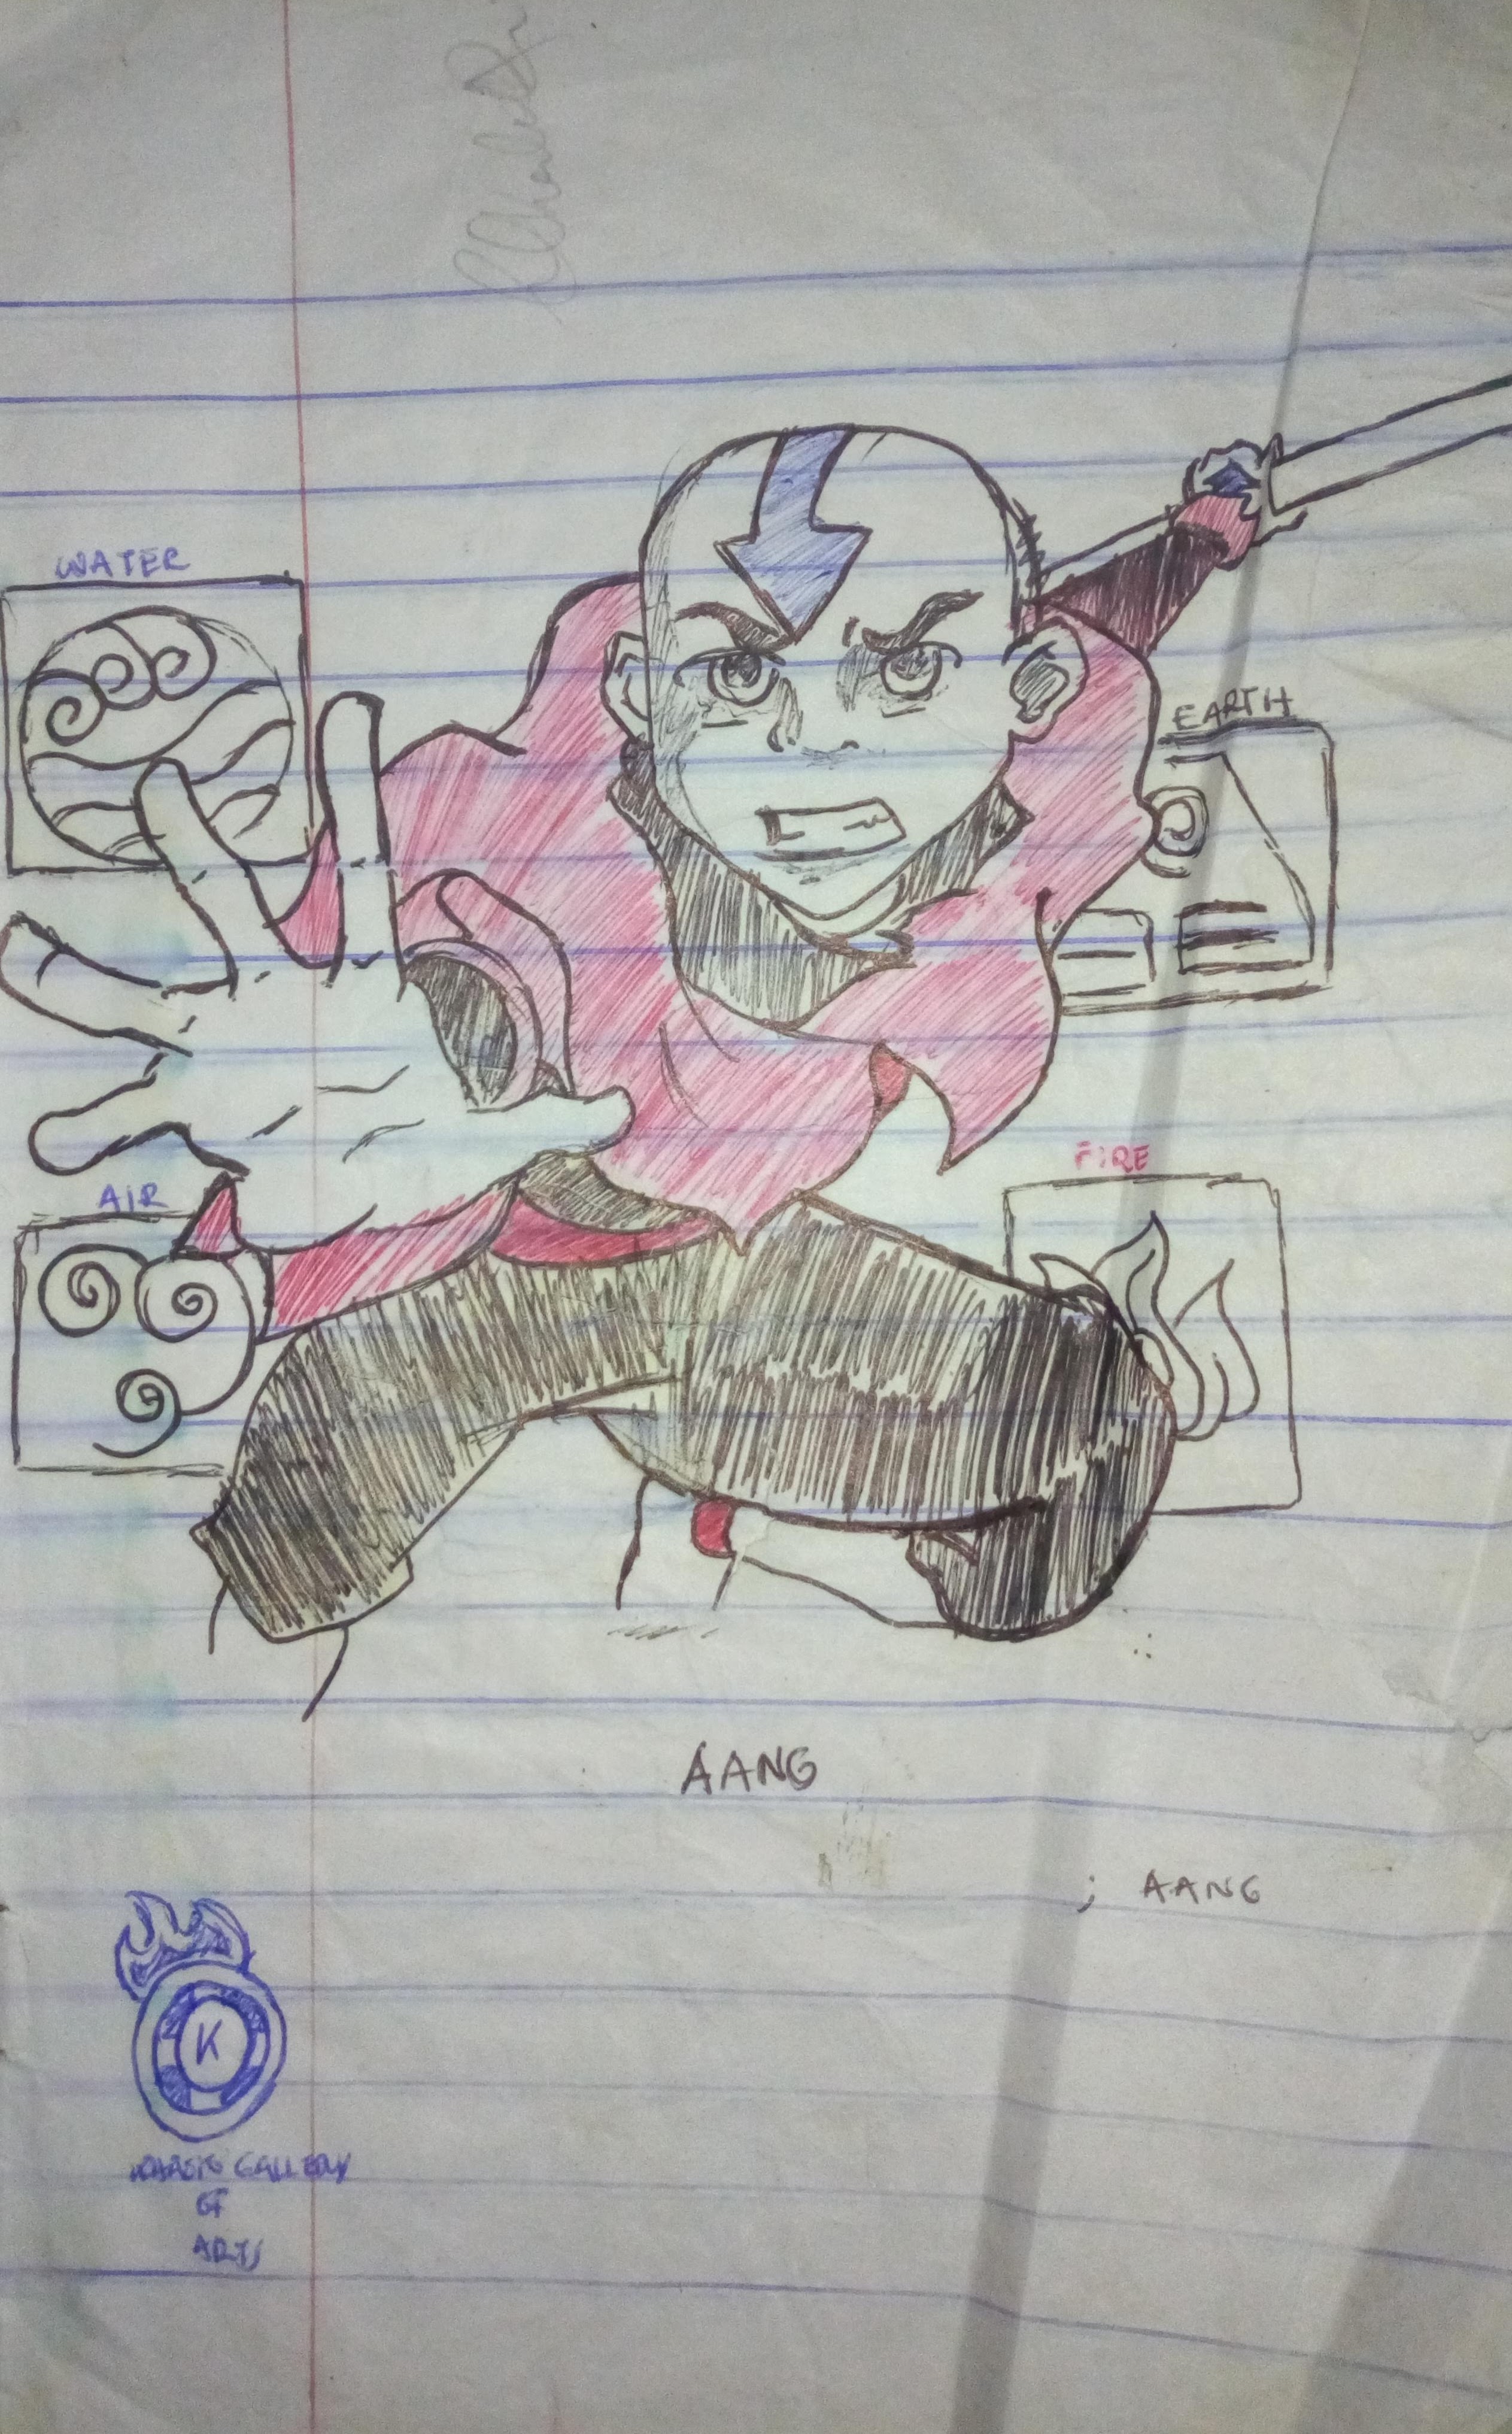 WATER
EARTH
FIRE
AIR
AANG
; AANG
K
GALLERY
OF
ARTS